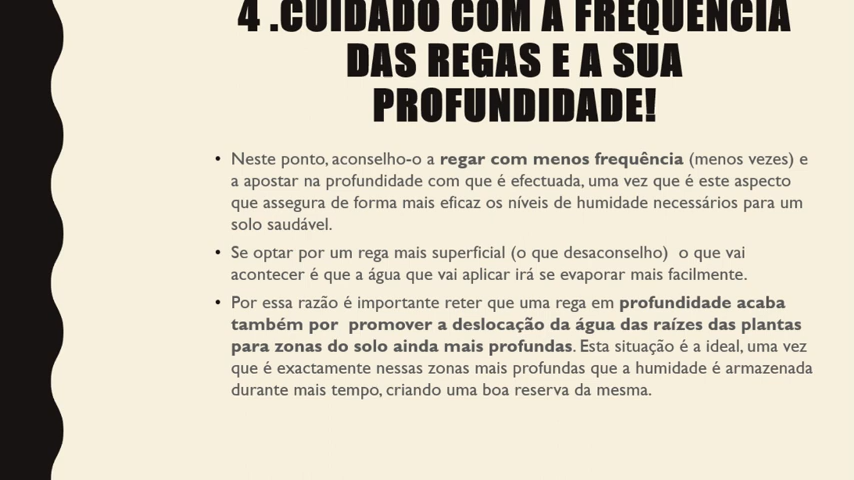 4 .CUIDADO COM A FREQUÊNCIA
DAS REGAS E A SUA
PROFUNDIDADE!
• Neste ponto, aconselho-o a regar com menos frequência (menos vezes) e
a apostar na profundidade com que é efectuada, uma vez que é este aspecto
que assegura de forma mais eficaz os níveis de humidade necessários para um
solo saudável.
• Se optar por um rega mais superficial (o que desaconselho) o que vai
acontecer é que a água que vai aplicar irá se evaporar mais facilmente.
• Por essa razão é importante reter que uma rega em profundidade acaba
também por promover a deslocação da água das raízes das plantas
para zonas do solo ainda mais profundas. Esta situação é a ideal, uma vez
que é exactamente nessas zonas mais profundas que a humidade é armazenada
durante mais tempo, criando uma boa reserva da mesma.